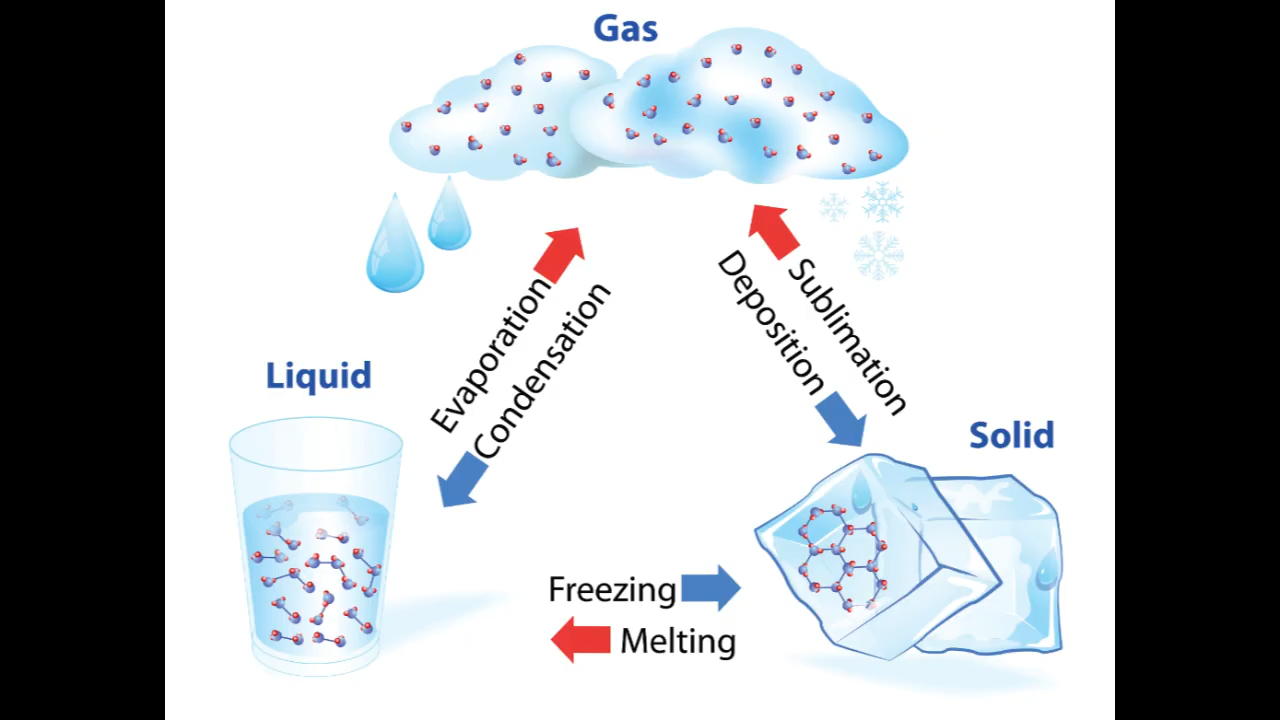 Gas
Evaporation
Condensation
Deposition
Sublimation
Liquid
Solid
Freezing
Melting